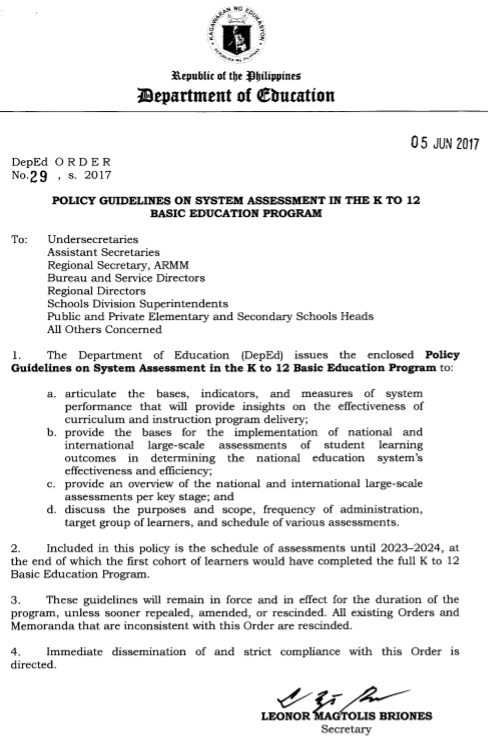 KAGAWARAN NG EDUKASYON
REPUBLIKA NG PILIPINAS
Republic of the Philippines
Department of Education
05 JUN 2017
DepEd O R D E R
No. 29 , s. 2017
POLICY GUIDELINES ON SYSTEM ASSESSMENT IN THE K TO 12
BASIC EDUCATION PROGRAM
To: Undersecretaries
Assistant Secretaries
Regional Secretary, ARMM
Bureau and Service Directors
Regional Directors
Schools Division Superintendents
Public and Private Elementary and Secondary Schools Heads
All Others Concerned
1. The Department of Education (DepEd) issues the enclosed Policy
Guidelines on System Assessment in the K to 12 Basic Education Program to:
a. articulate the bases, indicators, and measures of system
performance that will provide insights on the effectiveness of
curriculum and instruction program delivery;
b. provide the bases for the implementation of national and
international large-scale assessments of student learning
outcomes in determining the national education system's
effectiveness and efficiency;
c. provide an overview of the national and international large-scale
assessments per key stage; and
d. discuss the purposes and scope, frequency of administration,
target group of learners, and schedule of various assessments.
2. Included in this policy is the schedule of assessments until 2023–2024, at
the end of which the first cohort of learners would have completed the full K to 12
Basic Education Program.
3. These guidelines will remain in force and in effect for the duration of the
program, unless sooner repealed, amended, or rescinded. All existing Orders and
Memoranda that are inconsistent with this Order are rescinded.
4. Immediate dissemination of and strict compliance with this Order is
directed.
LEONOR MAGTOLIS BRIONES
Secretary